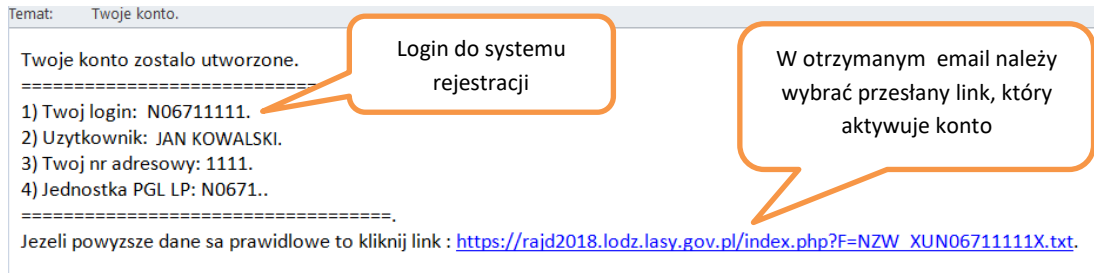 Temat: Twoje konto.
Twoje konto zostalo utworzone.
===================================
1) Twoj login: N06711111.
2) Uzytkownik: JAN KOWALSKI.
3) Twoj nr adresowy: 1111.
4) Jednostka PGL LP: N0671..
===================================.
Jezeli powyzsze dane sa prawidlowe to kliknij link : https://rajd2018.lodz.lasy.gov.pl/index.php?F=NZW_XUN06711111X.txt.
Login do systemu
rejestracji
W otrzymanym email należy
wybrać przesłany link, który
aktywuje konto